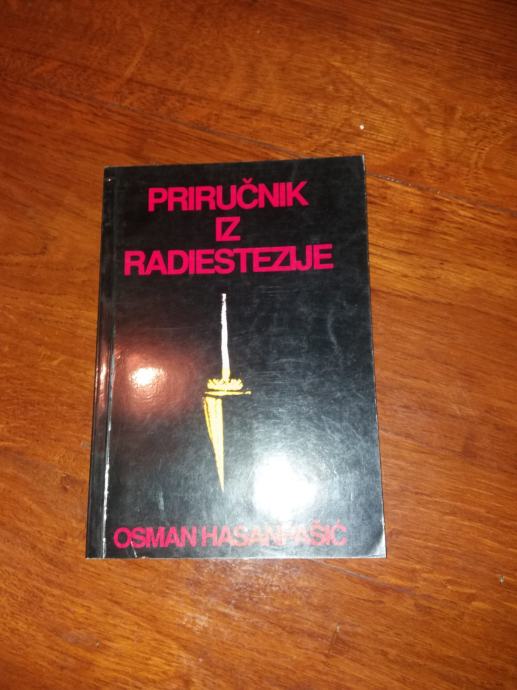 PRIRUČNIK
IZ
RADIESTEZIJE
OSMAN HASANPAŠIĆ